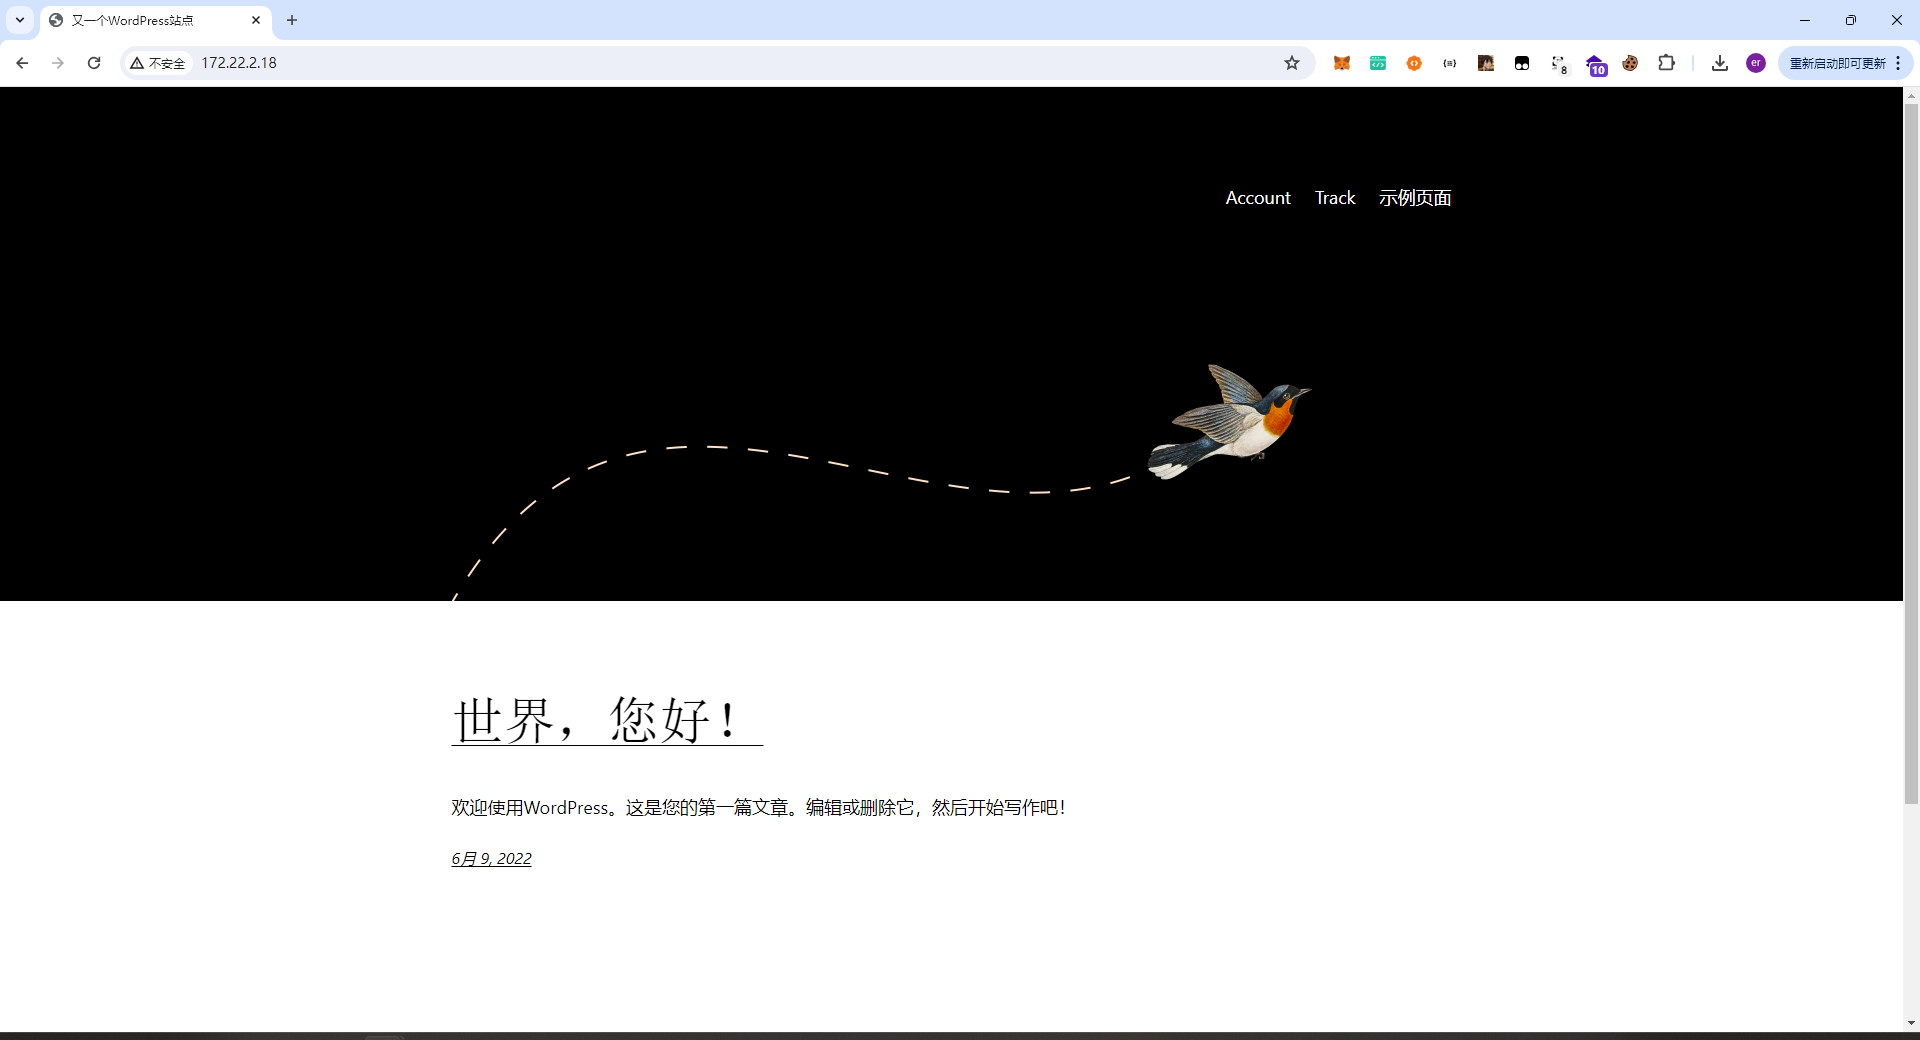 又一个WordPress站点
不安全
172.22.2.18
{=}
8
10
er
重新启动即可更新
Account
Track
示例页面
世界，您好！
欢迎使用WordPress。这是您的第一篇文章。编辑或删除它，然后开始写作吧！
6月 9, 2022